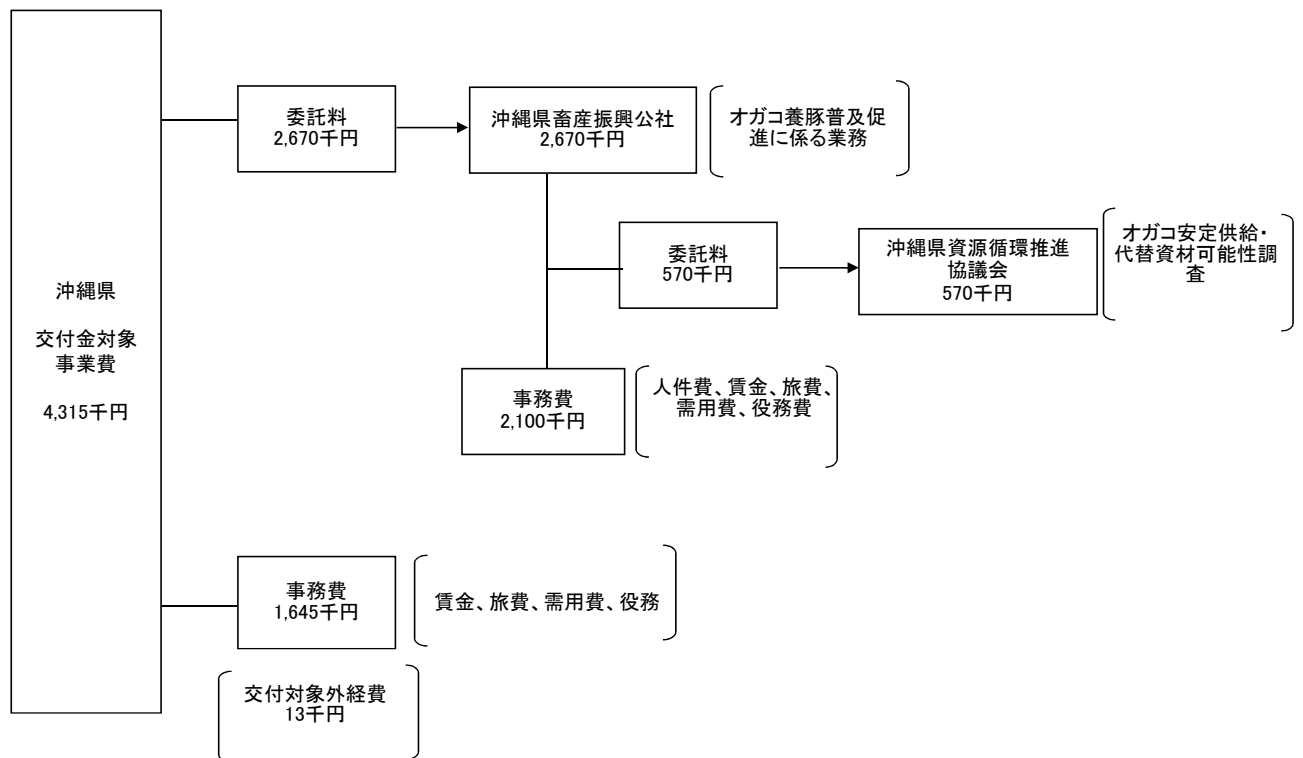 沖縄県
交付金対象
事業費
4,315千円
委託料
2,670千円
沖縄県畜産振興公社
2,670千円
オガコ養豚普及促
進に係る業務
委託料
570千円
沖縄県資源循環推進
協議会
570千円
オガコ安定供給・
代替資材可能性調
査
事務費
2,100千円
人件費、賃金、旅費、
需用費、役務費
事務費
1,645千円
賃金、旅費、需用費、役務
交付対象外経費
13千円